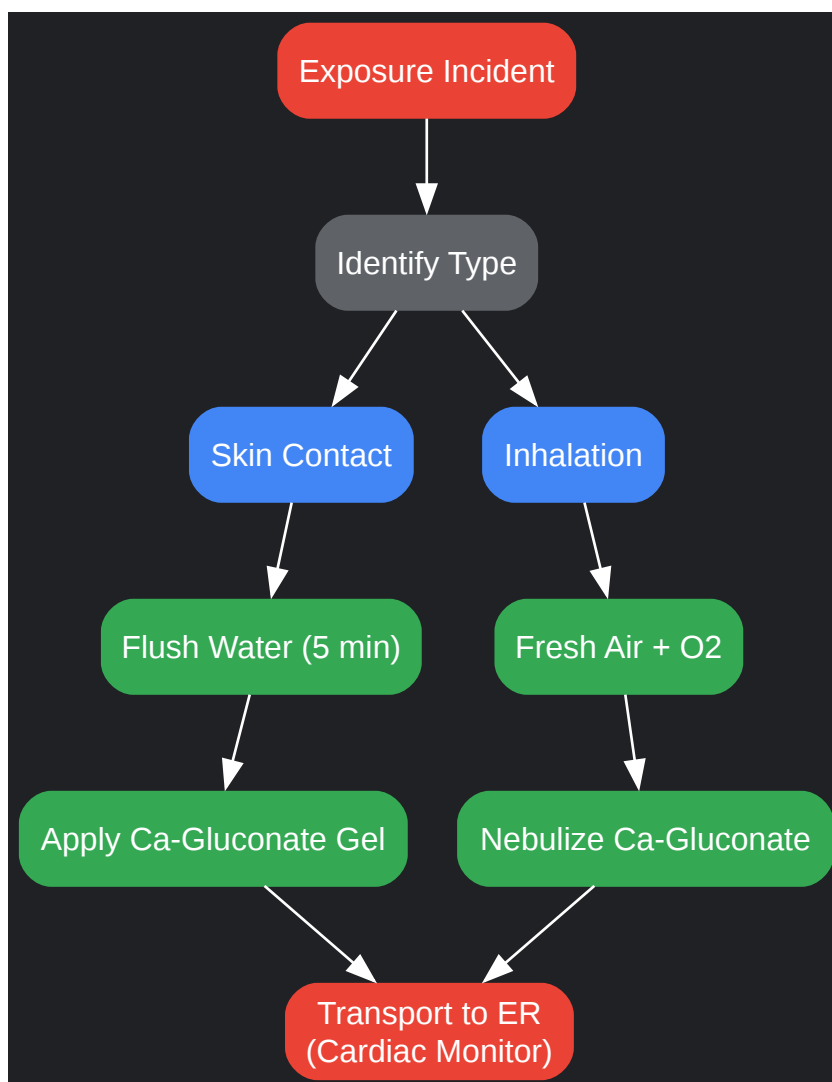 Exposure Incident
Identify Type
Skin Contact
Inhalation
Flush Water (5 min)
Fresh Air + O2
Apply Ca-Gluconate Gel
Nebulize Ca-Gluconate
Transport to ER
(Cardiac Monitor)